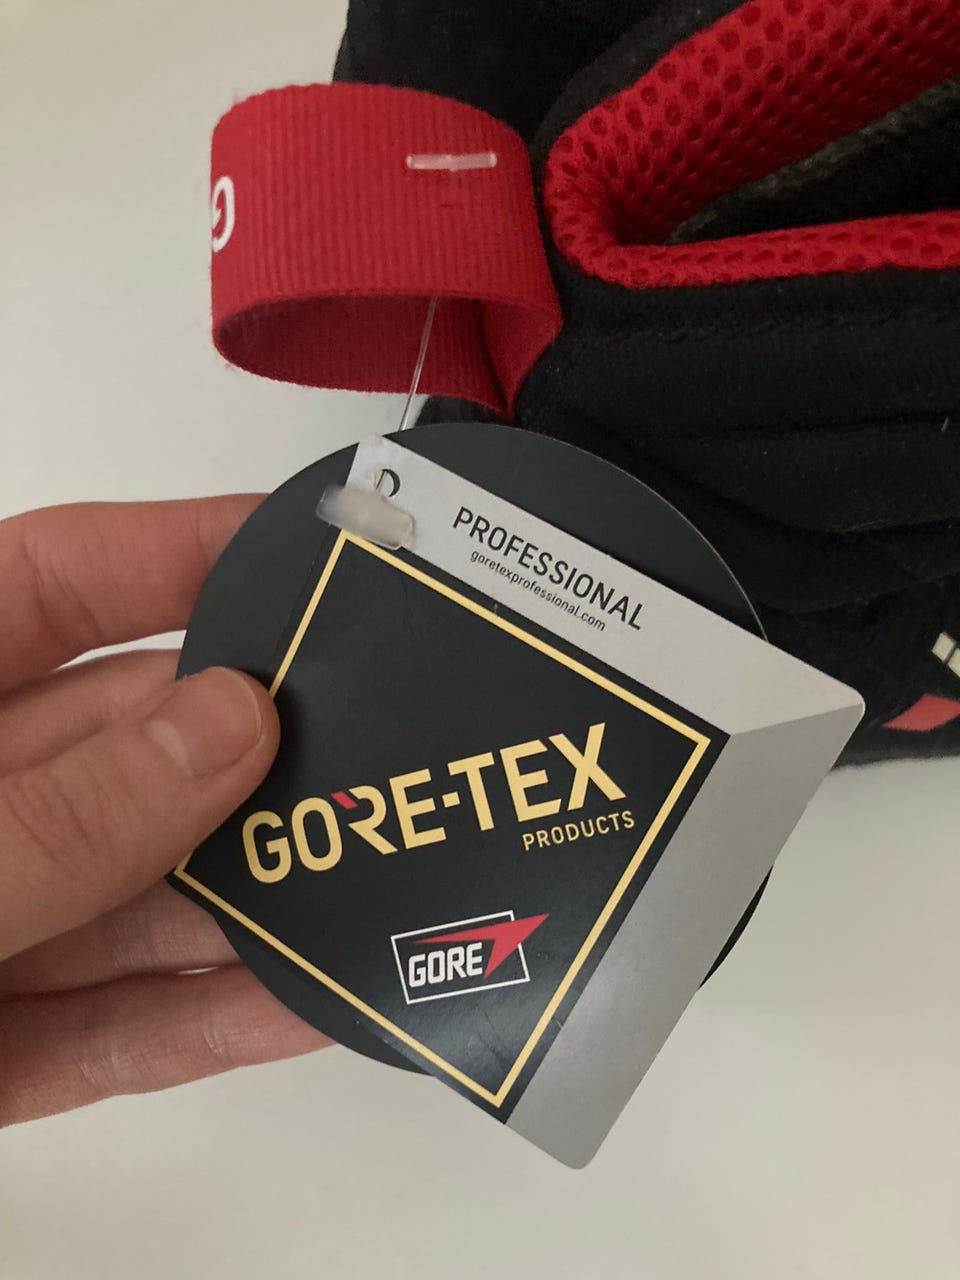 G
PROFESSIONAL
goretexprofessional.com
GORE-TEX
PRODUCTS
GORE